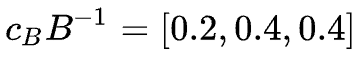 c_B B^{-1} = [0.2, 0.4, 0.4]